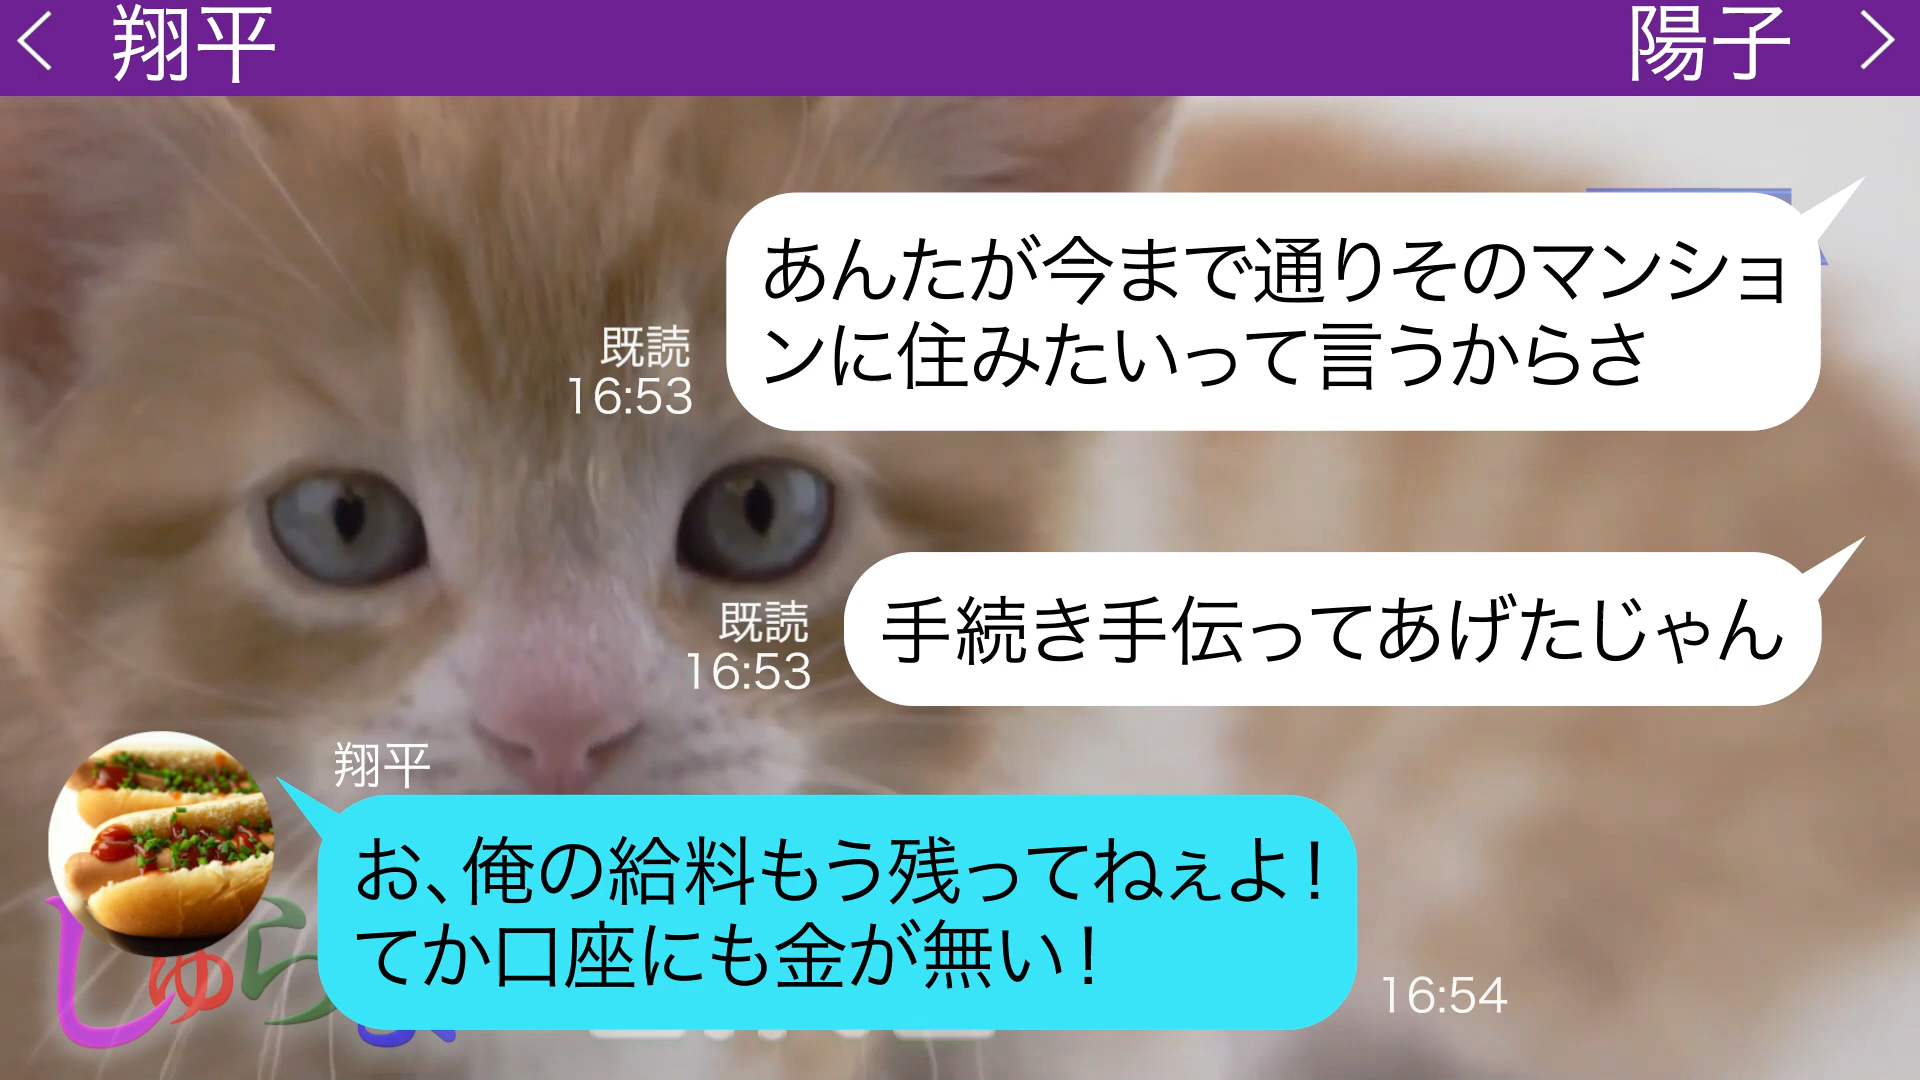 翔平
陽子
あんたが今まで通りそのマンショ
ンに住みたいって言うからさ
既読
16:53
手続き手伝ってあげたじゃん
既読
16:53
翔平
お、俺の給料もう残ってねぇよ！
てか口座にも金が無い！
16:54
しゅら